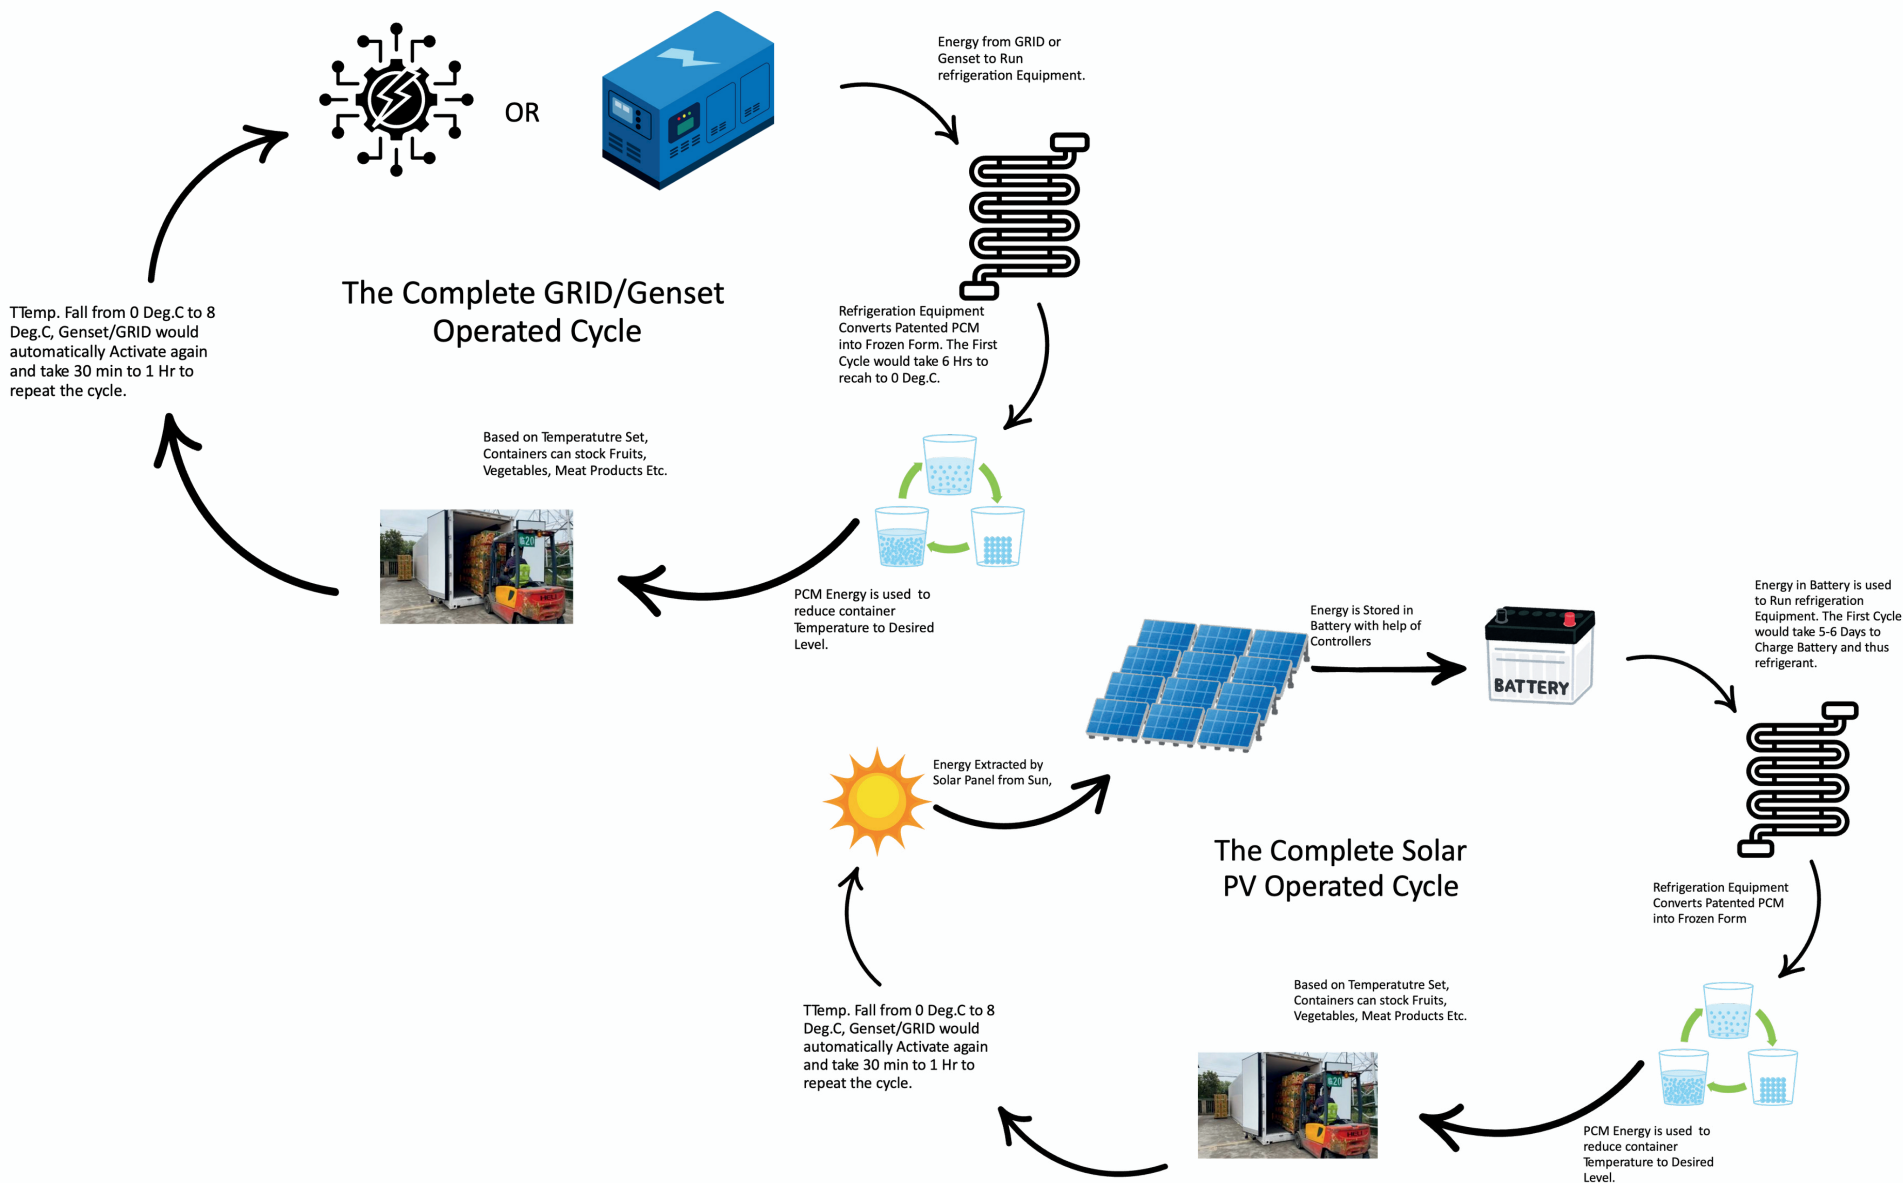 OR
Energy from GRID or
Genset to Run
refrigeration Equipment.
The Complete GRID/Genset
Operated Cycle
TTemp. Fall from 0 Deg.C to 8
Deg.C, Genset/GRID would
automatically Activate again
and take 30 min to 1 Hr to
repeat the cycle.
Refrigeration Equipment
Converts Patented PCM
into Frozen Form. The First
Cycle would take 6 Hrs to
recah to 0 Deg.C.
Based on Temperatutre Set,
Containers can stock Fruits,
Vegetables, Meat Products Etc.
PCM Energy is used to
reduce container
Temperature to Desired
Level.
Energy Extracted by
Solar Panel from Sun,
Energy is Stored in
Battery with help of
Controllers
BATTERY
Energy in Battery is used
to Run refrigeration
Equipment. The First Cycle
would take 5-6 Days to
Charge Battery and thus
refrigerant.
The Complete Solar
PV Operated Cycle
Refrigeration Equipment
Converts Patented PCM
into Frozen Form
Based on Temperatutre Set,
Containers can stock Fruits,
Vegetables, Meat Products Etc.
TTemp. Fall from 0 Deg.C to 8
Deg.C, Genset/GRID would
automatically Activate again
and take 30 min to 1 Hr to
repeat the cycle.
PCM Energy is used to
reduce container
Temperature to Desired
Level.